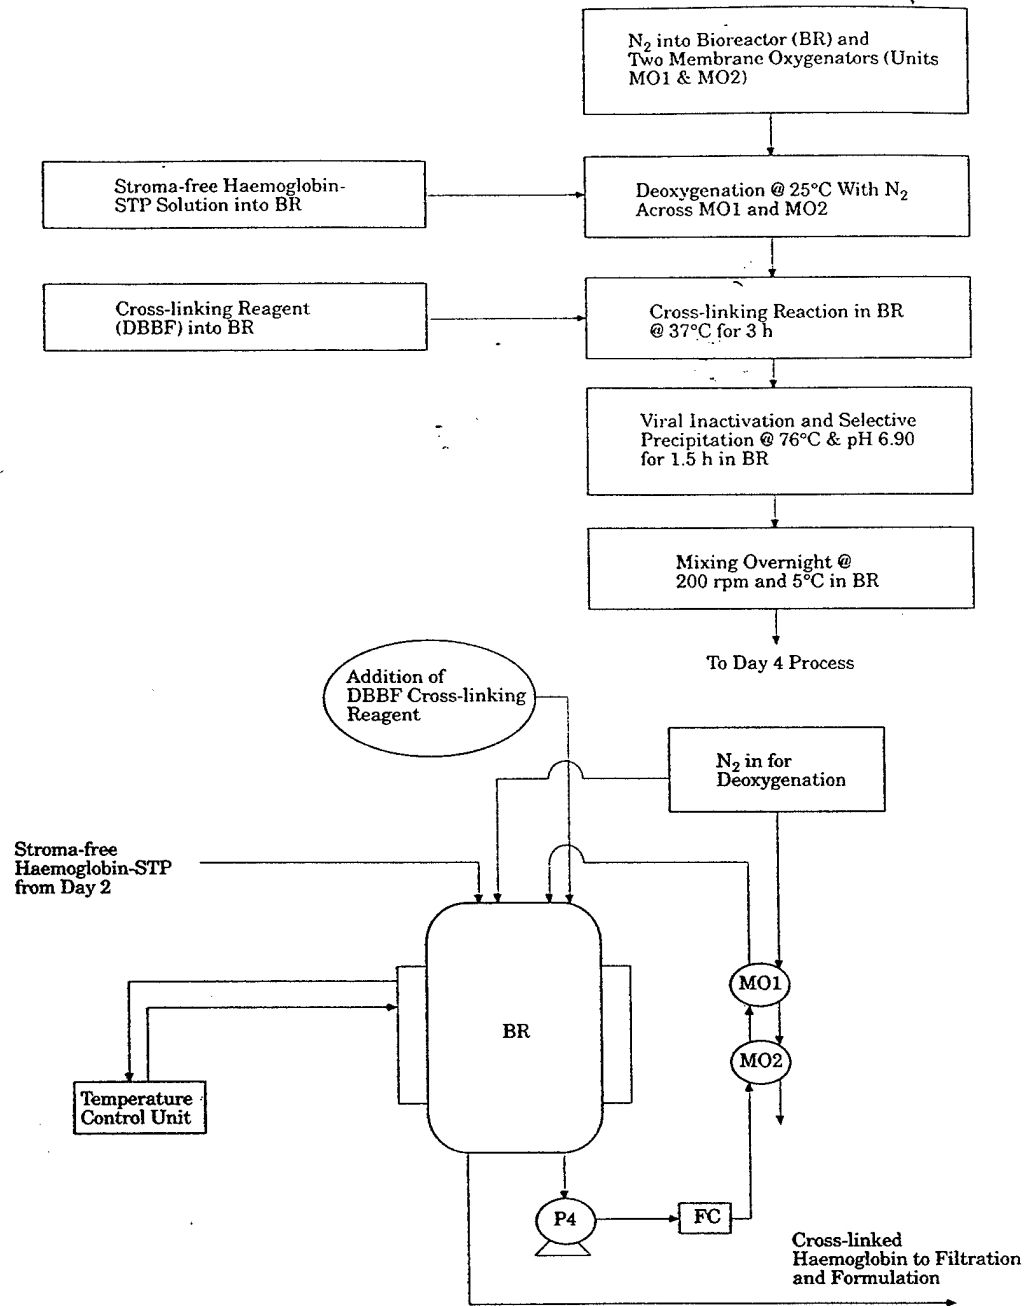 N2 into Bioreactor (BR) and
Two Membrane Oxygenators (Units
MO1 & MO2)
Stroma-free Haemoglobin-
STP Solution into BR
Deoxygenation @ 25°C With N2
Across MO1 and MO2
Cross-linking Reagent
(DBBF) into BR
Cross-linking Reaction in BR
@ 37°C for 3 h
Viral Inactivation and Selective
Precipitation @ 76°C & pH 6.90
for 1.5 h in BR
Mixing Overnight @
200 rpm and 5°C in BR
To Day 4 Process
Addition of
DBBF Cross-linking
Reagent
N2 in for
Deoxygenation
Stroma-free
Haemoglobin-STP
from Day 2
MO1
BR
MO2
Temperature
Control Unit
P4
FC
Cross-linked
Haemoglobin to Filtration
and Formulation